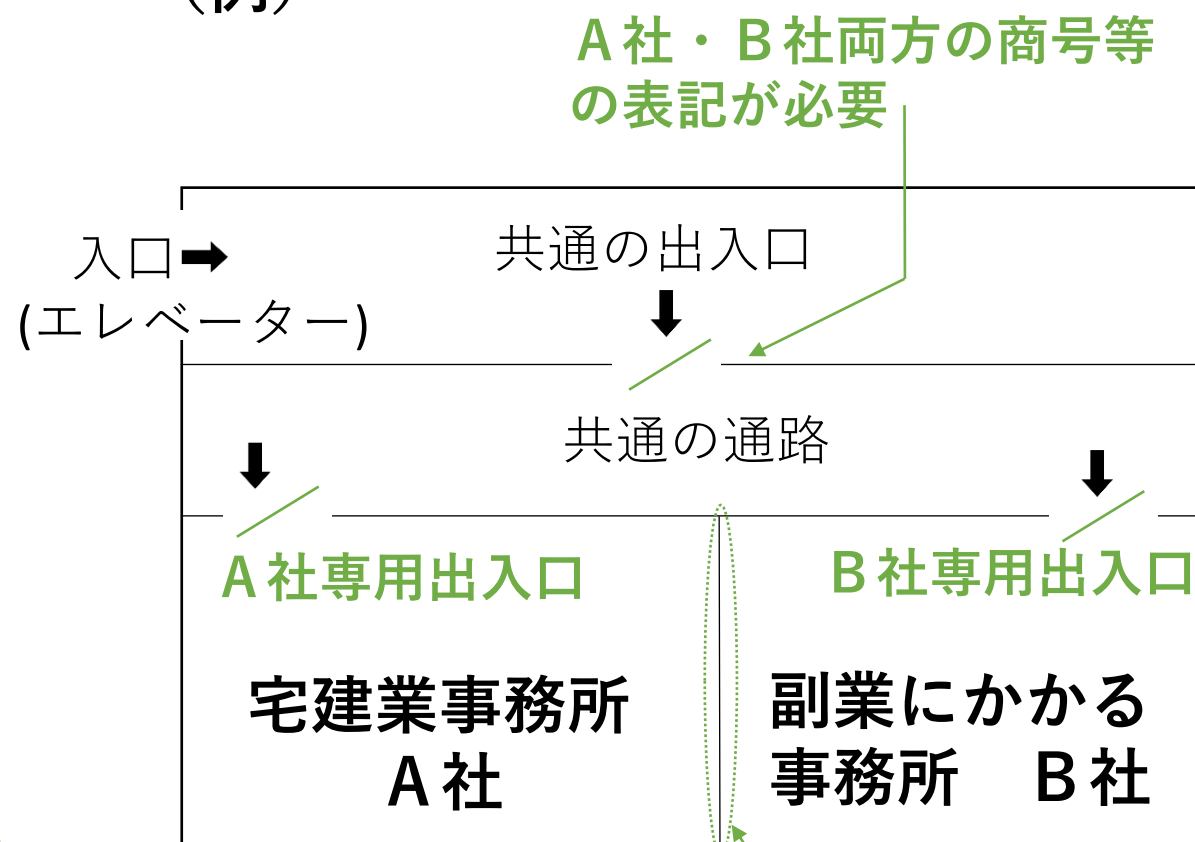 (例)
A社・B社両方の商号等
の表記が必要
入口
(エレベーター)
共通の出入口
共通の通路
A社専用出入口
B社専用出入口
宅建業事務所
A社
副業にかかる
事務所　B社